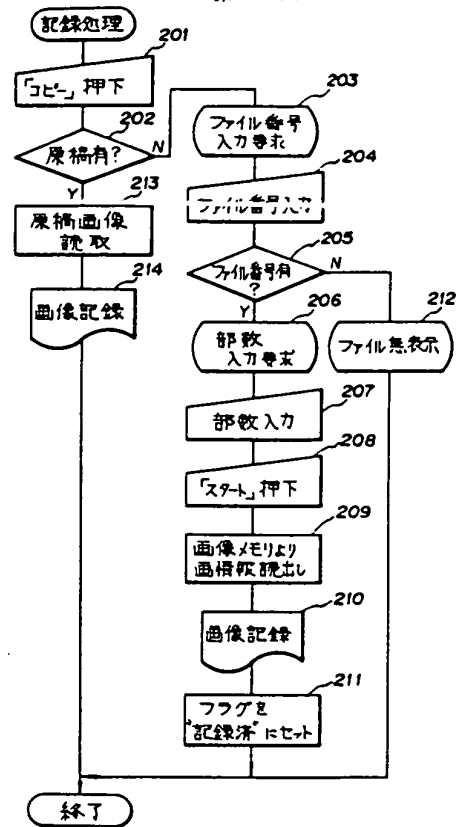 記録処理
201
「コピー」押下
202
原稿有?
N
Y
213
原稿画像
読取
214
画像記録
203
ファイル番号
入力要求
204
ファイル番号入力
205
ファイル番号有
?
N
Y
206
部数
入力要求
212
ファイル無表示
207
部数入力
208
「スタート」押下
209
画像メモリより
画情報読出し
210
画像記録
211
フラグを
"記録済"にセット
終了